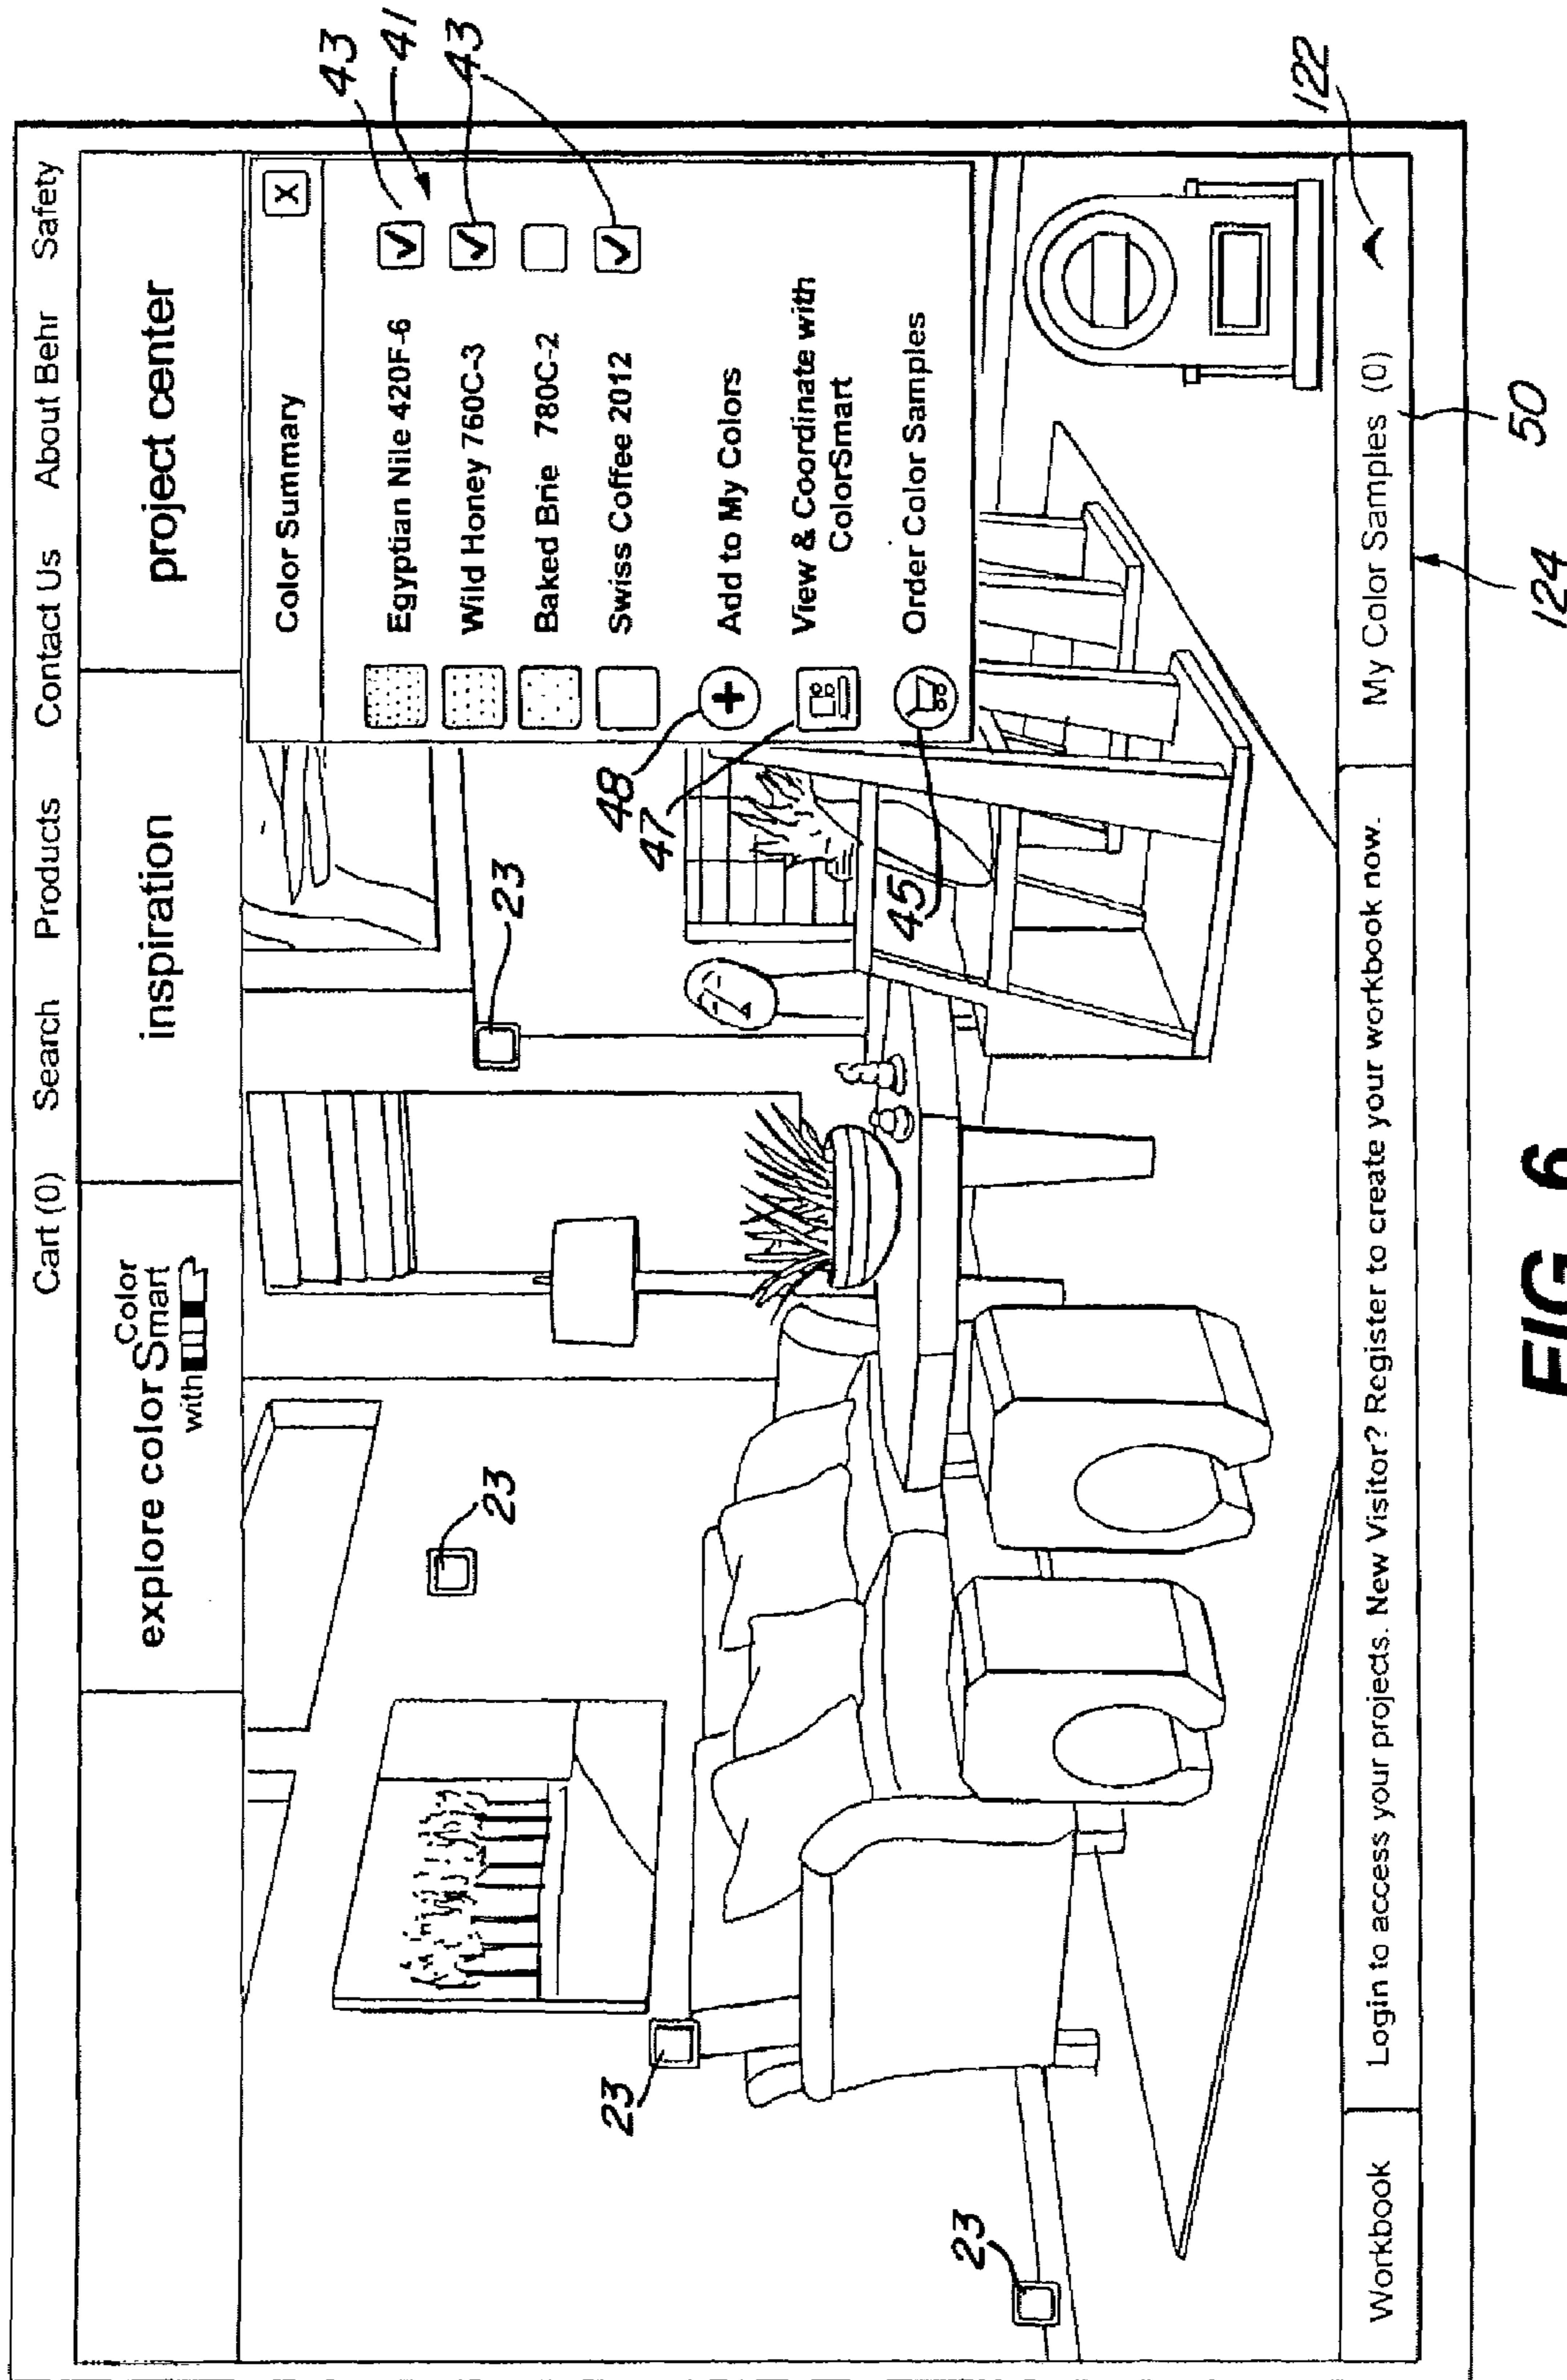 Cart (0) Search Products Contact Us About Behr Safety
explore color Color Smart
with
inspiration
project center
Color Summary X
Egyptian Nile 420F-6
Wild Honey 760C-3
Baked Brie 780C-2
Swiss Coffee 2012
Add to My Colors
View & Coordinate with
ColorSmart
Order Color Samples
43
41
43
48
47
45
23
23
23
23
Workbook
Login to access your projects. New Visitor? Register to create your workbook now.
My Color Samples (0)
122
50
124
FIG 6